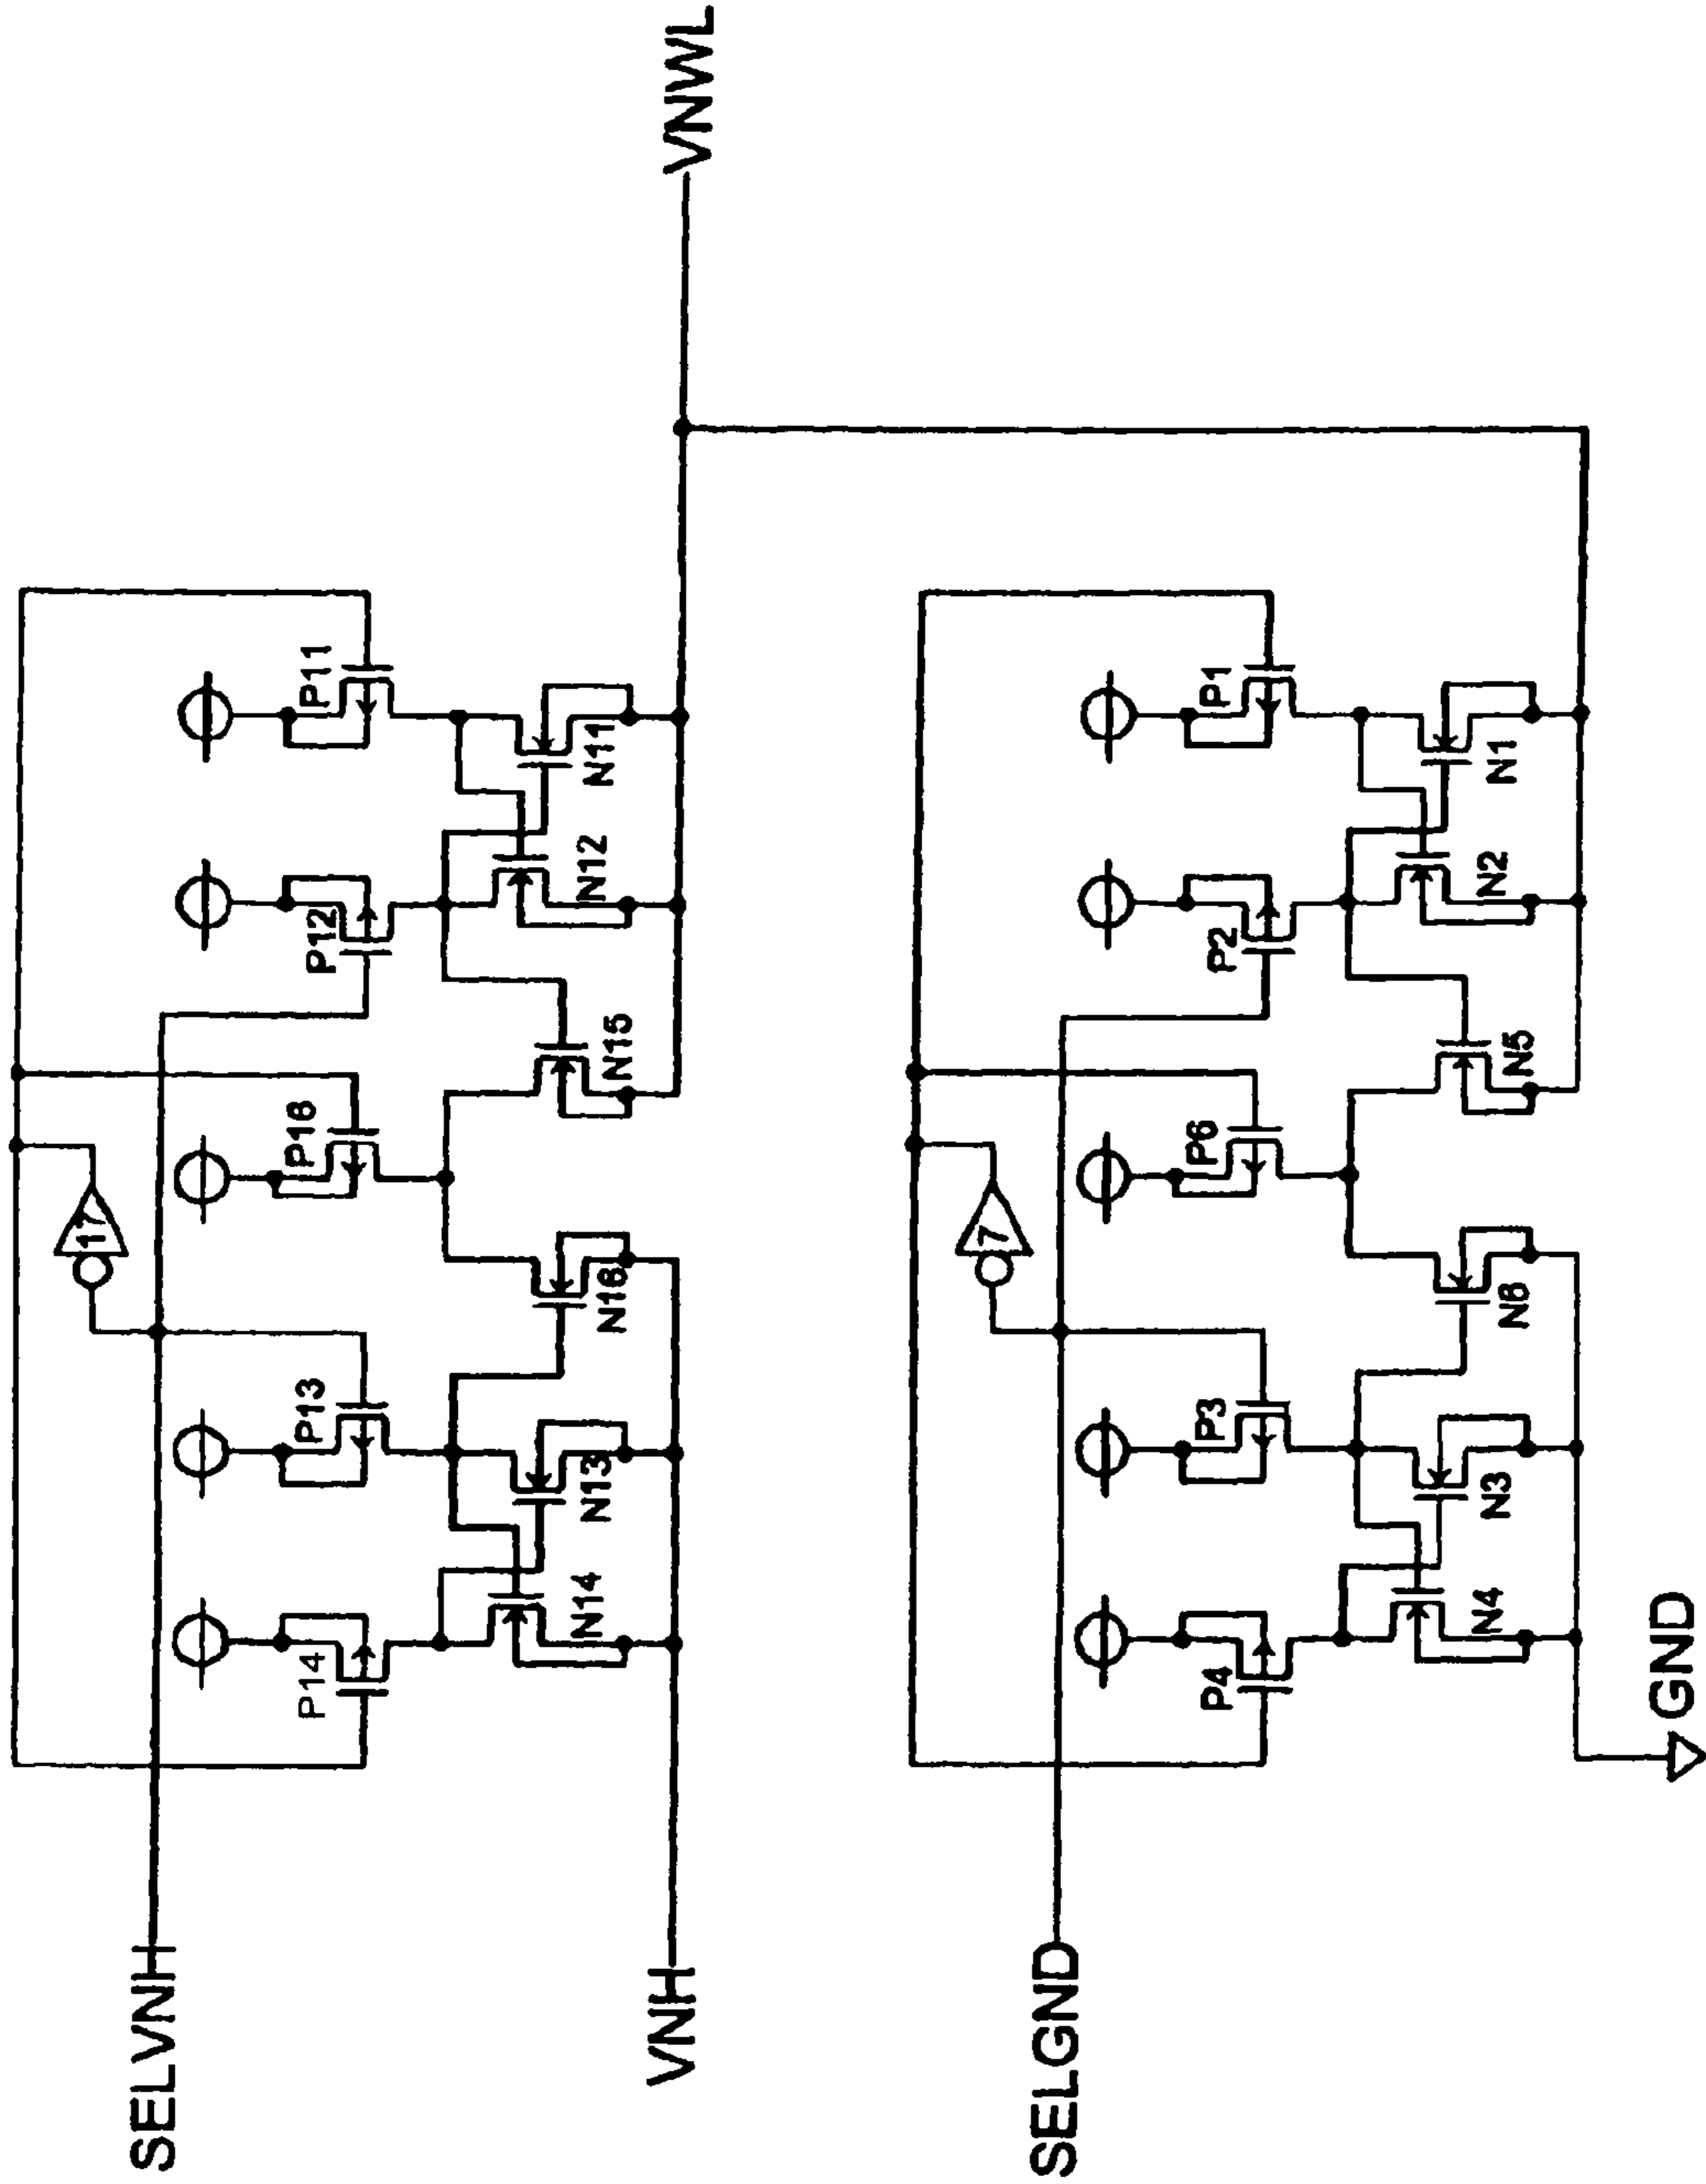 SELVNH
VNH
SELGND
GND
VNWL
17
P14
P13
P16
P12
P11
N14
N13
N16
N15
N12
N11
7
P4
P3
P6
P2
P1
N4
N3
N6
N5
N2
N1